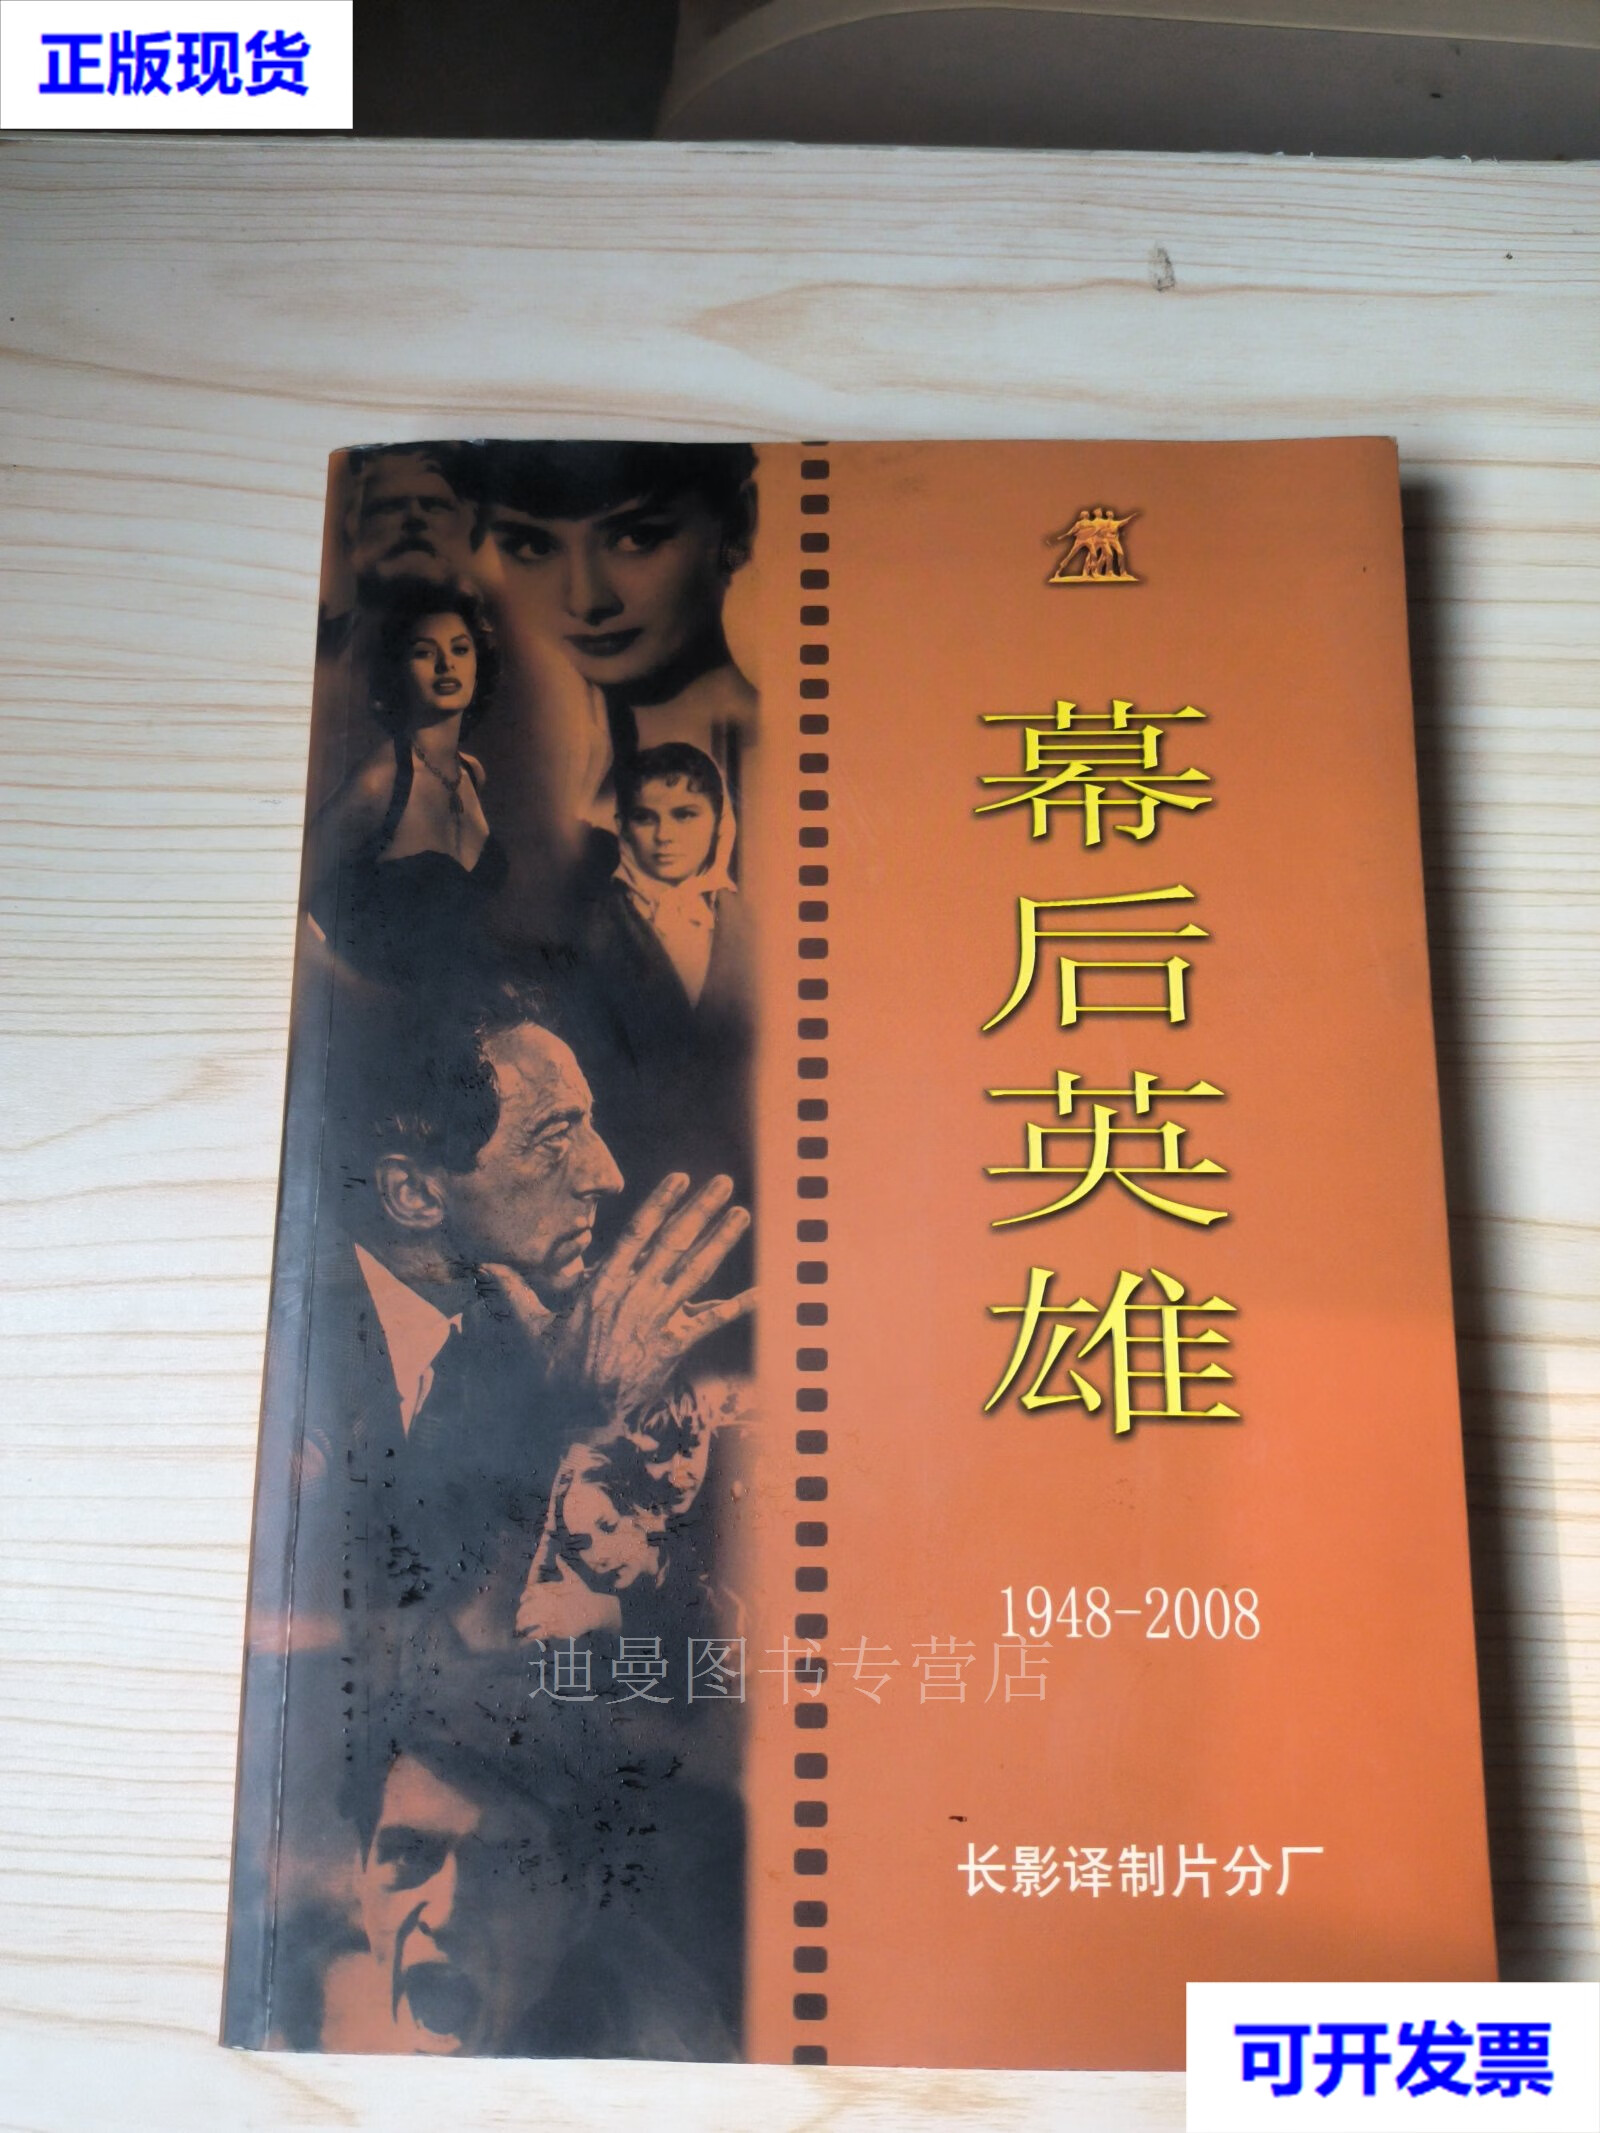 正版现货
幕后英雄
1948-2008
迪曼图书专营店
长影译制片分厂
可开发票